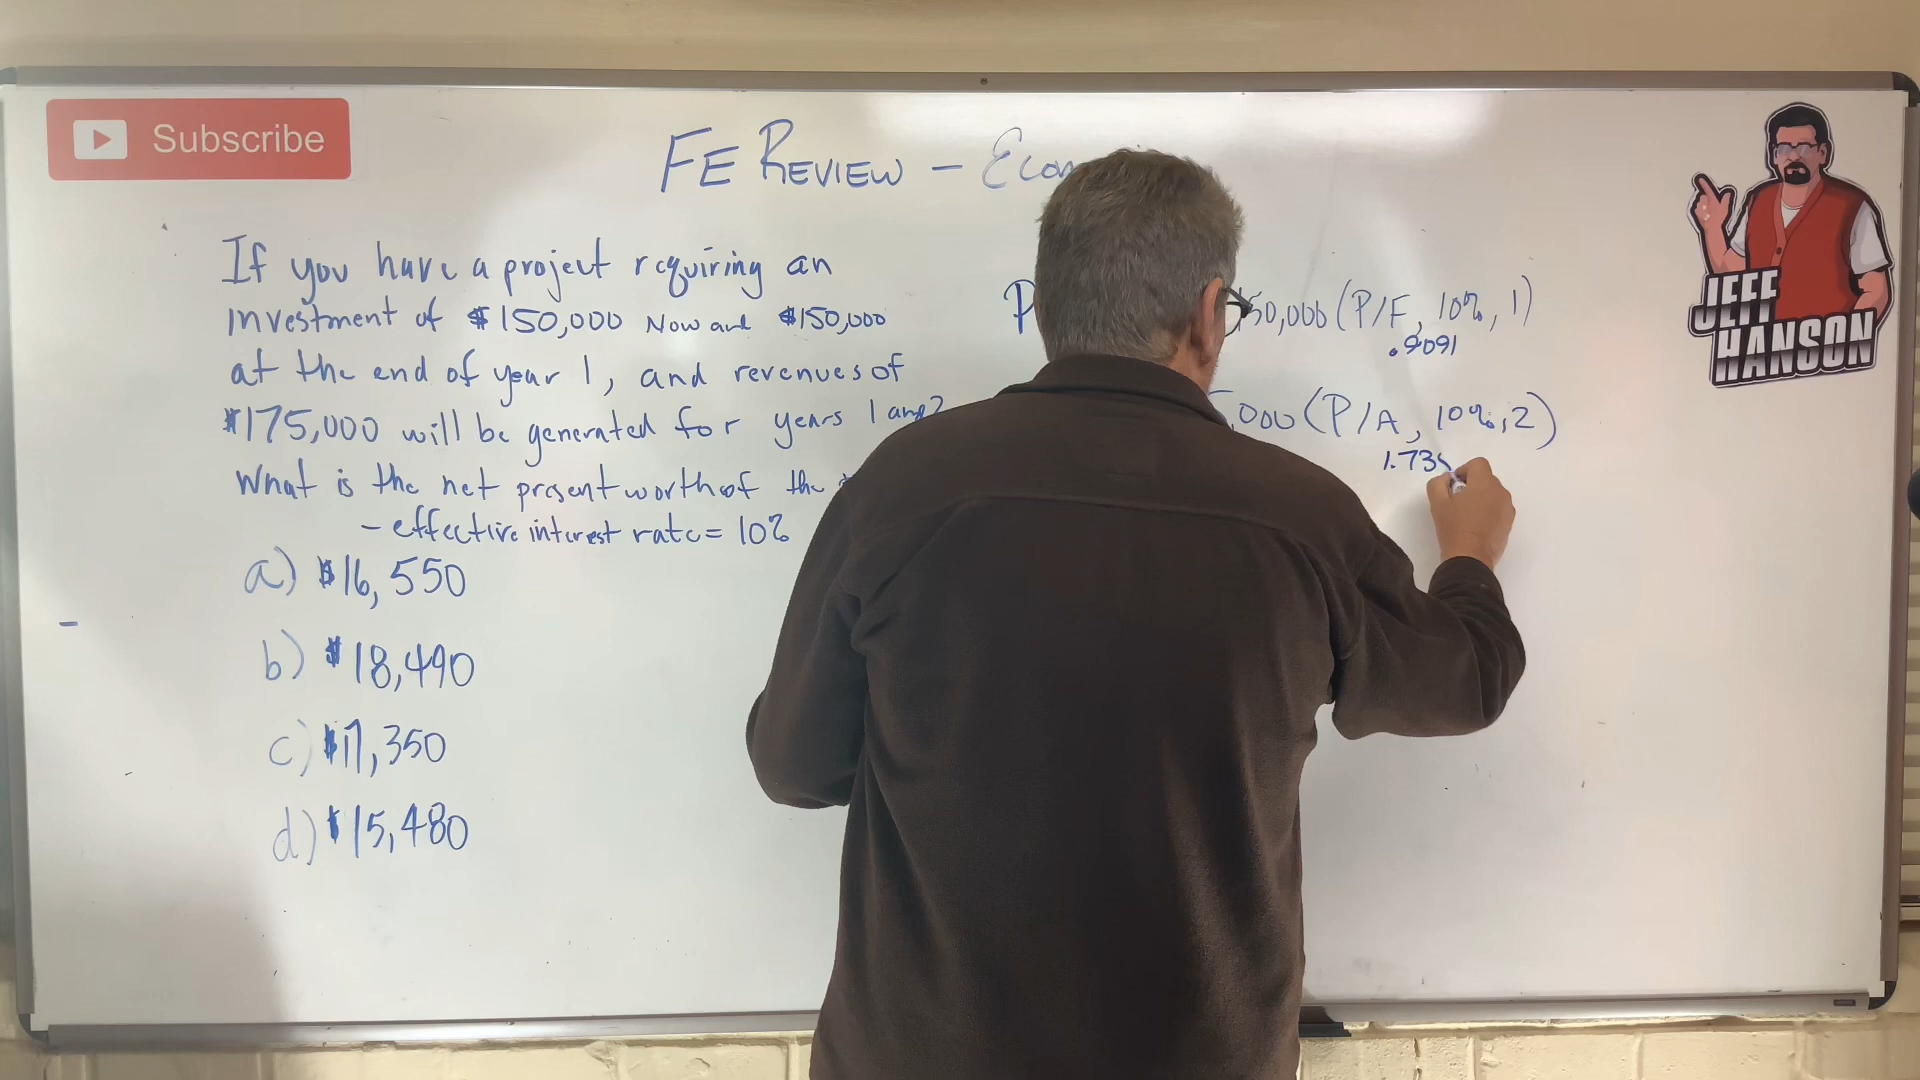 Subscribe
FE REVIEW - Econ
If you have a project requiring an
investment of $150,000 Now and $150,000
at the end of year 1, and revenues of
$175,000 will be generated for years 1 and 2
What is the net present worth of the
- effective interest rate = 10%
a) $16,550
b) $18,490
c) $17,350
d) $15,480
P
150,000 (P/F, 10%, 1)
.9091
,000 (P/A, 10%, 2)
1.735
JEFF
HANSON